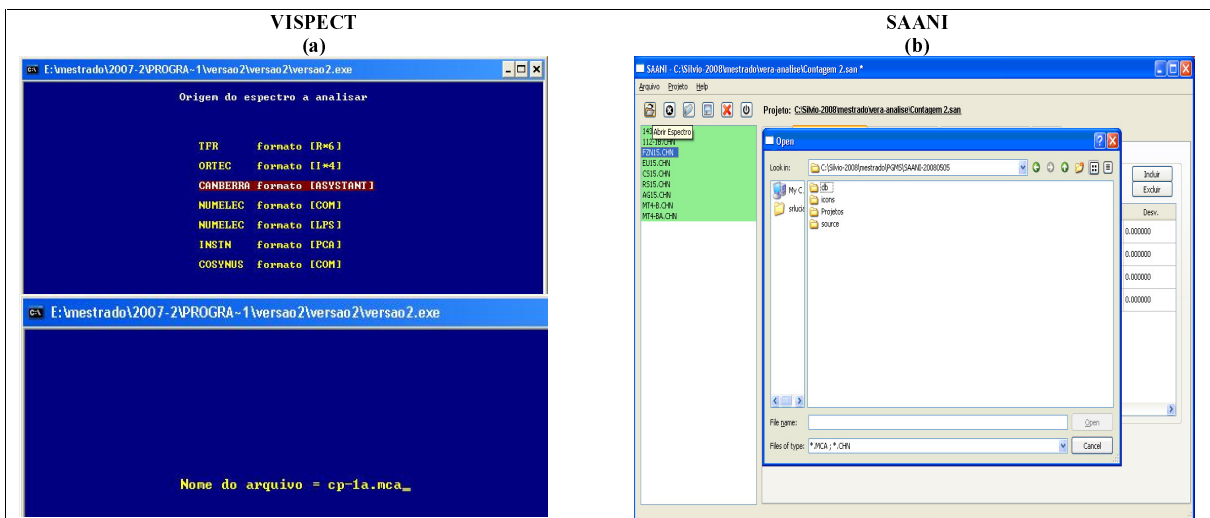 VISPECT
(a)
E:\mestrado\2007-2\PROGRA~1\versao2\versao2\versao2.exe
Origem do espectro a analisar
TPR formato [R*6]
ORTEC formato [I*4]
CANBERRA formato [ASYSTANT]
NUMELEC formato [COM]
NUMELEC formato [LPS]
INSTN formato [PCA]
COSYNUS formato [COM]
E:\mestrado\2007-2\PROGRA~1\versao2\versao2\versao2.exe
Nome do arquivo = cp-1a.mca_
SAANI
(b)
SAANI - C:\Silvio-2008\mestrado\vera-analise\Contagem 2.san *
Arquivo Projeto Help
Projeto: C:\Silvio-2008\mestrado\vera-analise\Contagem 2.san
Abrir Espectro
FZN15.CHN
EU15.CHN
CS15.CHN
RS15.CHN
AG15.CHN
MT4-B.CHN
MT4-BA.CHN
Open
Look in: C:\Silvio-2008\mestrado\PGMS\SAANI-20080505
My C
srlucia
db
icons
Projetos
source
File name: Open
Files of type: *.MCA ; *.CHN Cancel
Incluir
Excluir
Desv.
0.000000
0.000000
0.000000
0.000000